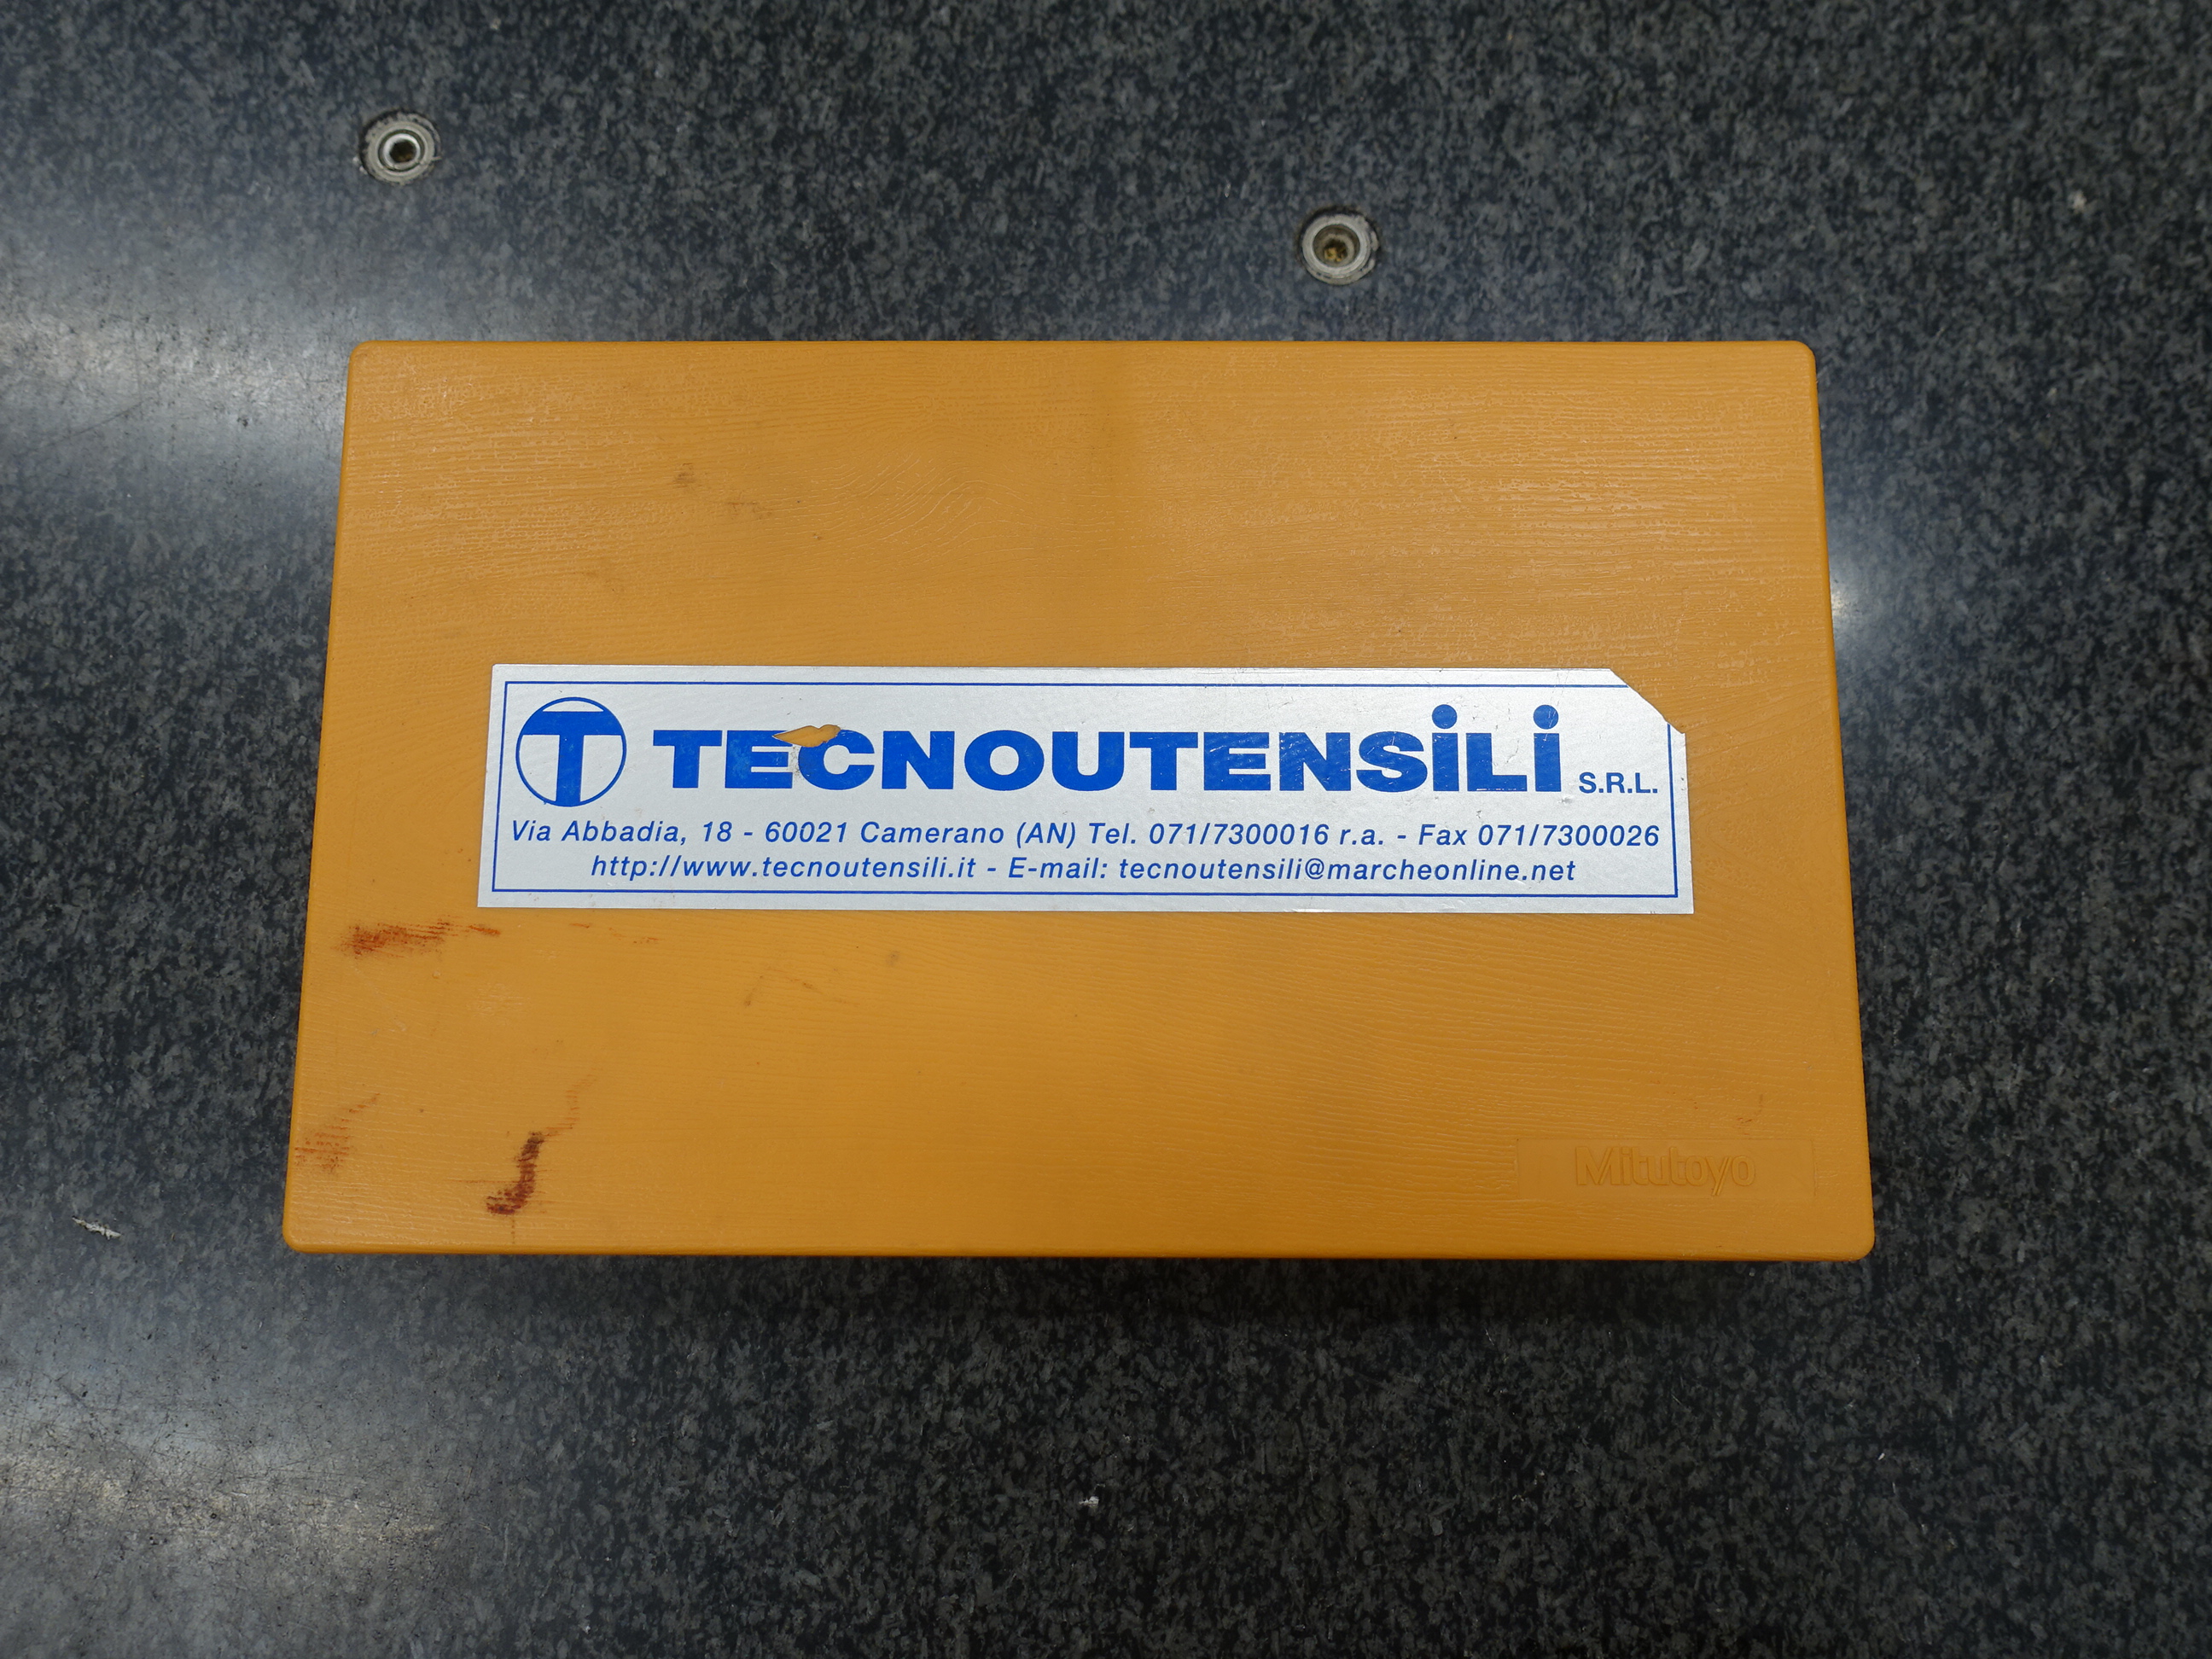 T TECNOUTENSiLi S.R.L.
Via Abbadia, 18 - 60021 Camerano (AN) Tel. 071/7300016 r.a. - Fax 071/7300026
http://www.tecnoutensili.it - E-mail: tecnoutensili@marcheonline.net
Mitutoyo